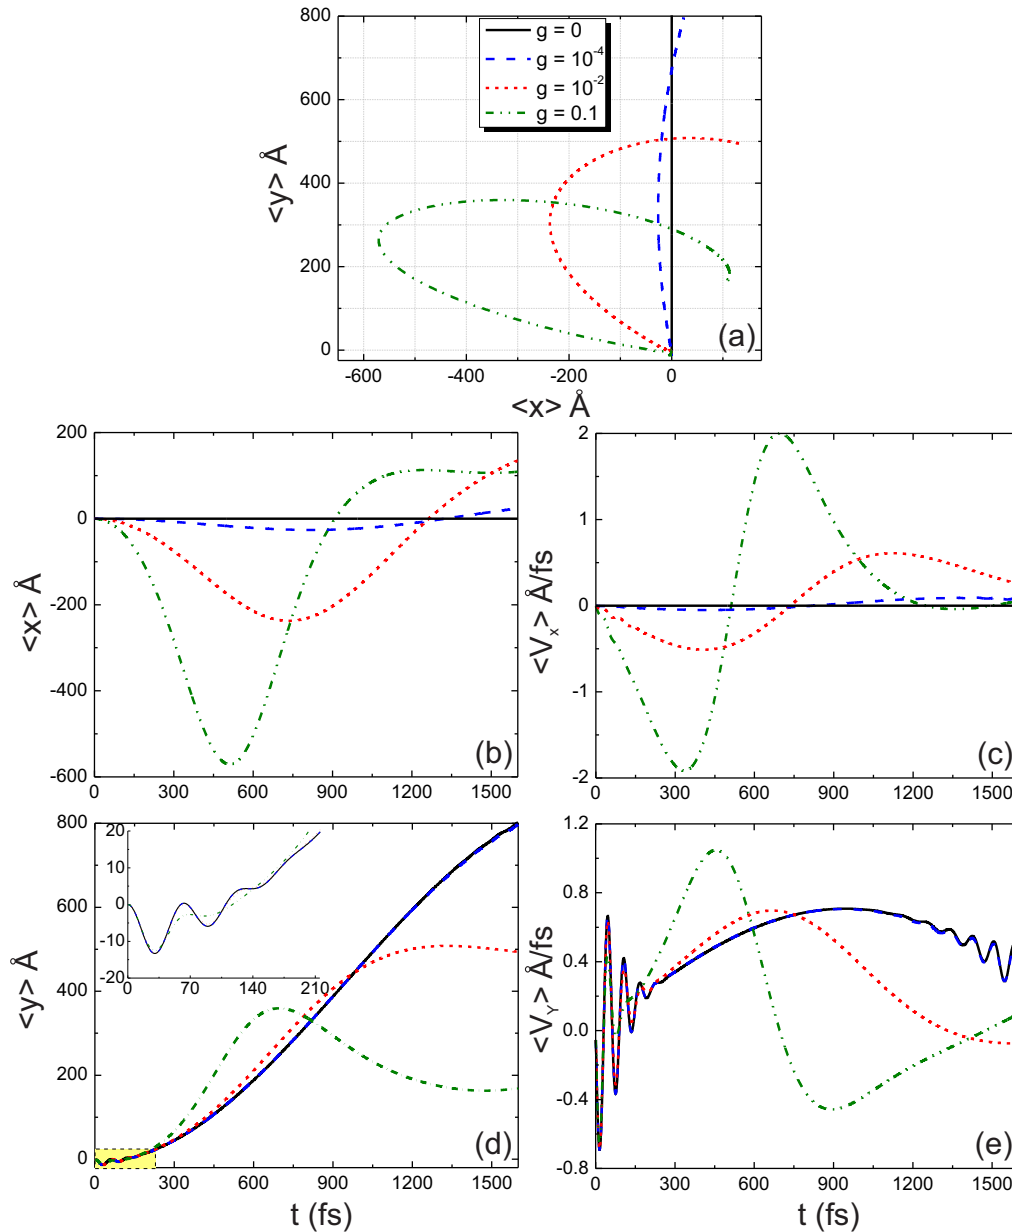 800
600
400
200
0
<y> Å
g = 0
g = 10⁻⁴
g = 10⁻²
g = 0.1
(a)
-600 -400 -200 0
<x> Å
200
0
-200
-400
-600
<x> Å
(b)
0 300 600 900 1200 1500
2
1
0
-1
-2
<Vₓ> Å/fs
(c)
0 300 600 900 1200 1500
800
600
400
200
0
<y> Å
20
10
0
-10
-20
0 70 140 210
(d)
0 300 600 900 1200 1500
t (fs)
1.2
0.6
0.0
-0.4
-0.8
<V_Y> Å/fs
(e)
0 300 600 900 1200 1500
t (fs)